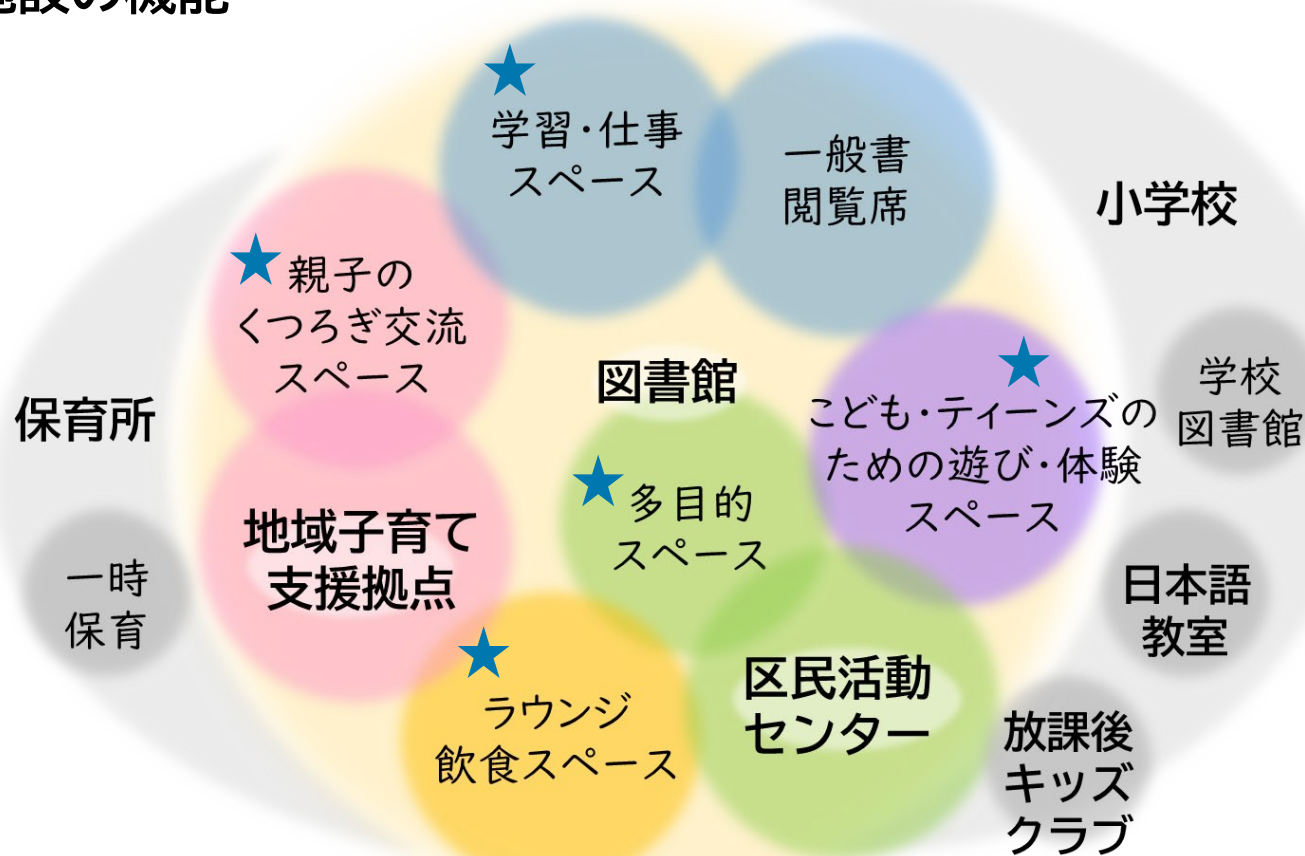 施設の機能
★
学習・仕事
スペース
一般書
閲覧席
小学校
★
親子の
くつろぎ交流
スペース
図書館
★
こども・ティーンズの
ための遊び・体験
スペース
学校
図書館
保育所
★
多目的
スペース
地域子育て
支援拠点
一時
保育
日本語
教室
★
ラウンジ
飲食スペース
区民活動
センター
放課後
キッズ
クラブ